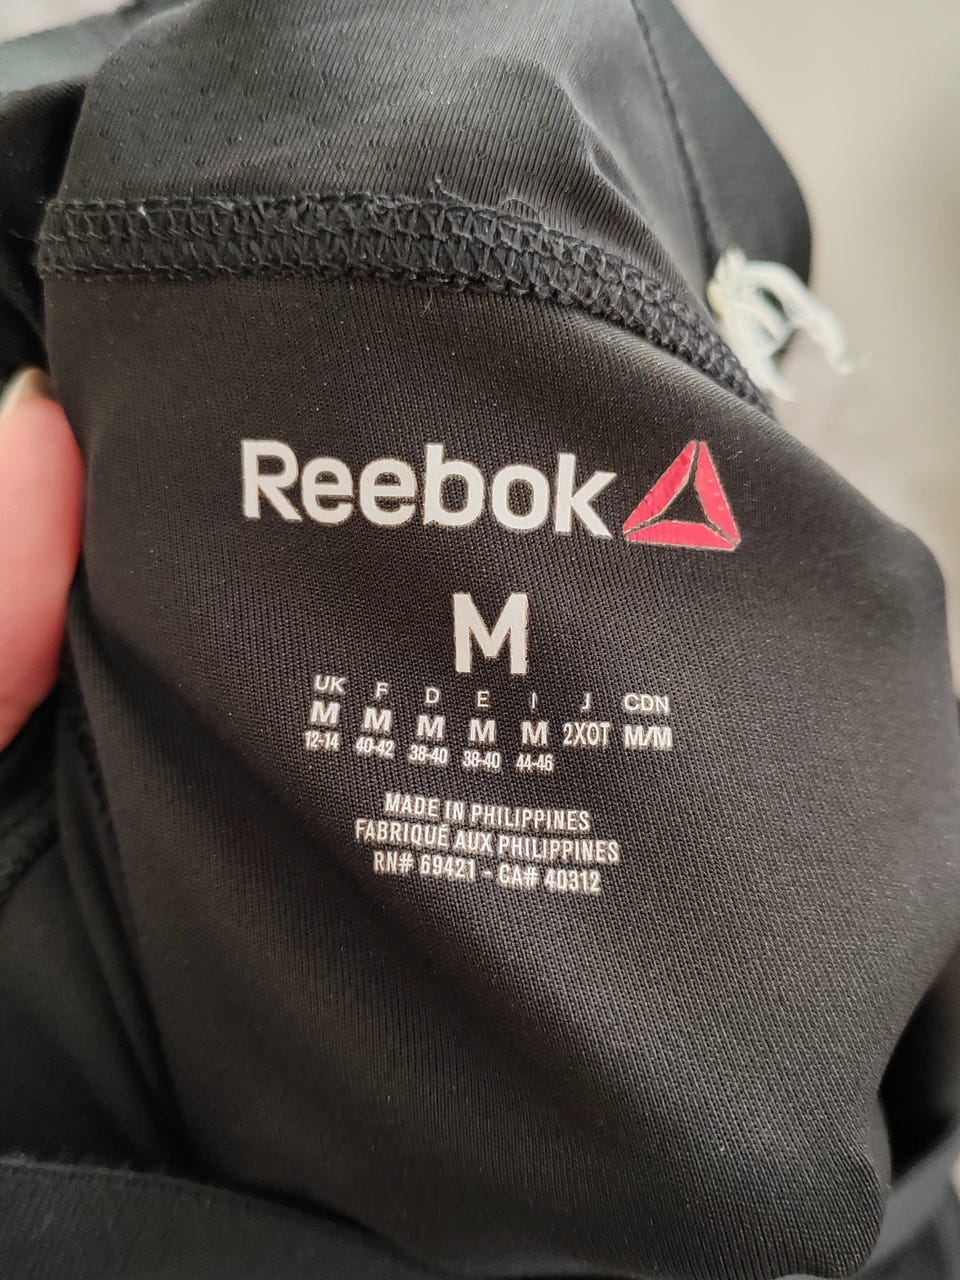 Reebok
M
UK F D E I J CDN
M M M M M 2XOT M/M
12-14 40-42 38-40 38-40 44-46
MADE IN PHILIPPINES
FABRIQUÉ AUX PHILIPPINES
RN# 69421 - CA# 40312